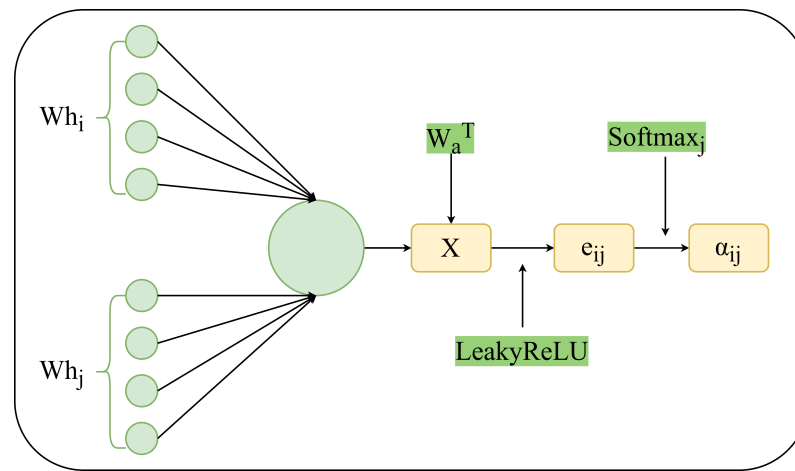 Wh_i
W_a^T
Softmax_j
X
e_ij
α_ij
LeakyReLU
Wh_j